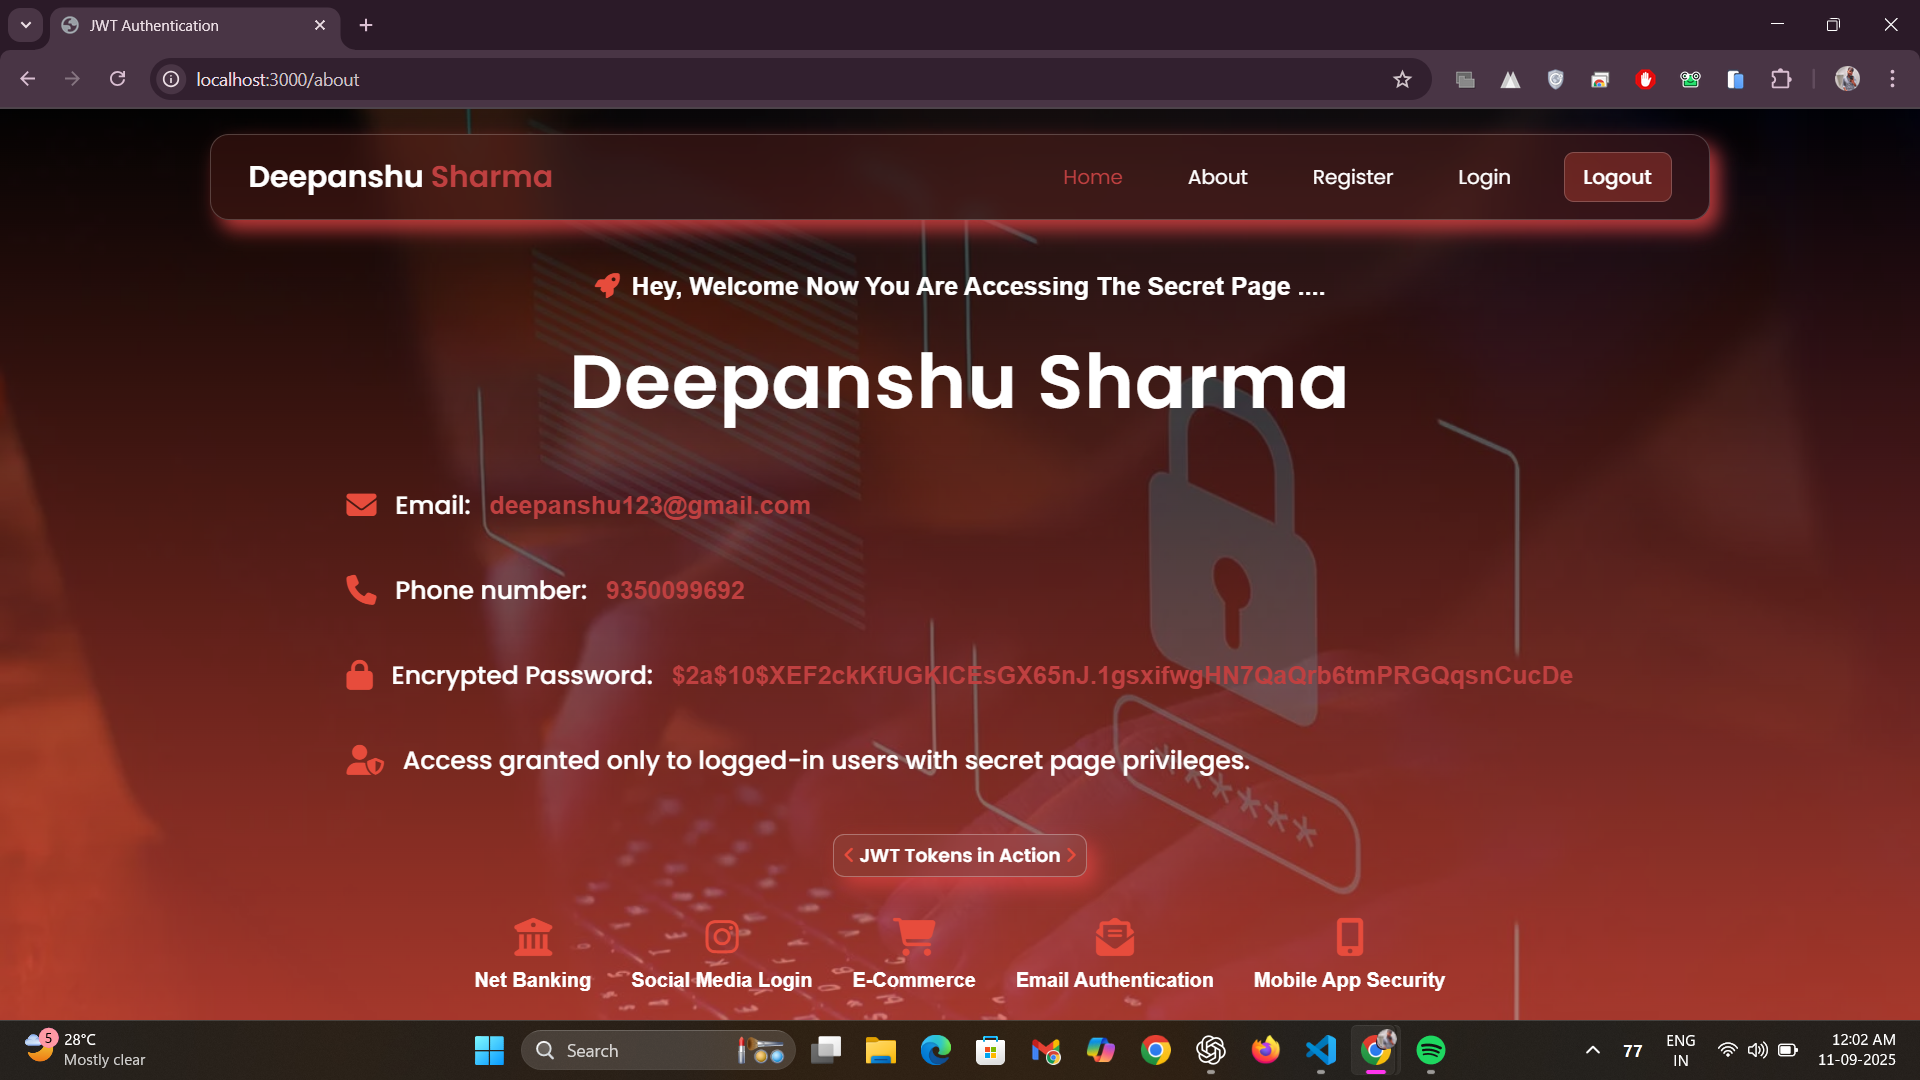 JWT Authentication
localhost:3000/about
Deepanshu Sharma
Home
About
Register
Login
Logout
Hey, Welcome Now You Are Accessing The Secret Page ....
Deepanshu Sharma
Email: deepanshu123@gmail.com
Phone number: 9350099692
Encrypted Password: $2a$10$XEF2ckKfUGKICEsGX65nJ.1gsxifwgHN7QaQrb6tmPRGQqsnCucDe
Access granted only to logged-in users with secret page privileges.
*****
JWT Tokens in Action
Net Banking
Social Media Login
E-Commerce
Email Authentication
Mobile App Security
5
28°C
Mostly clear
Search
77
ENG
IN
12:02 AM
11-09-2025